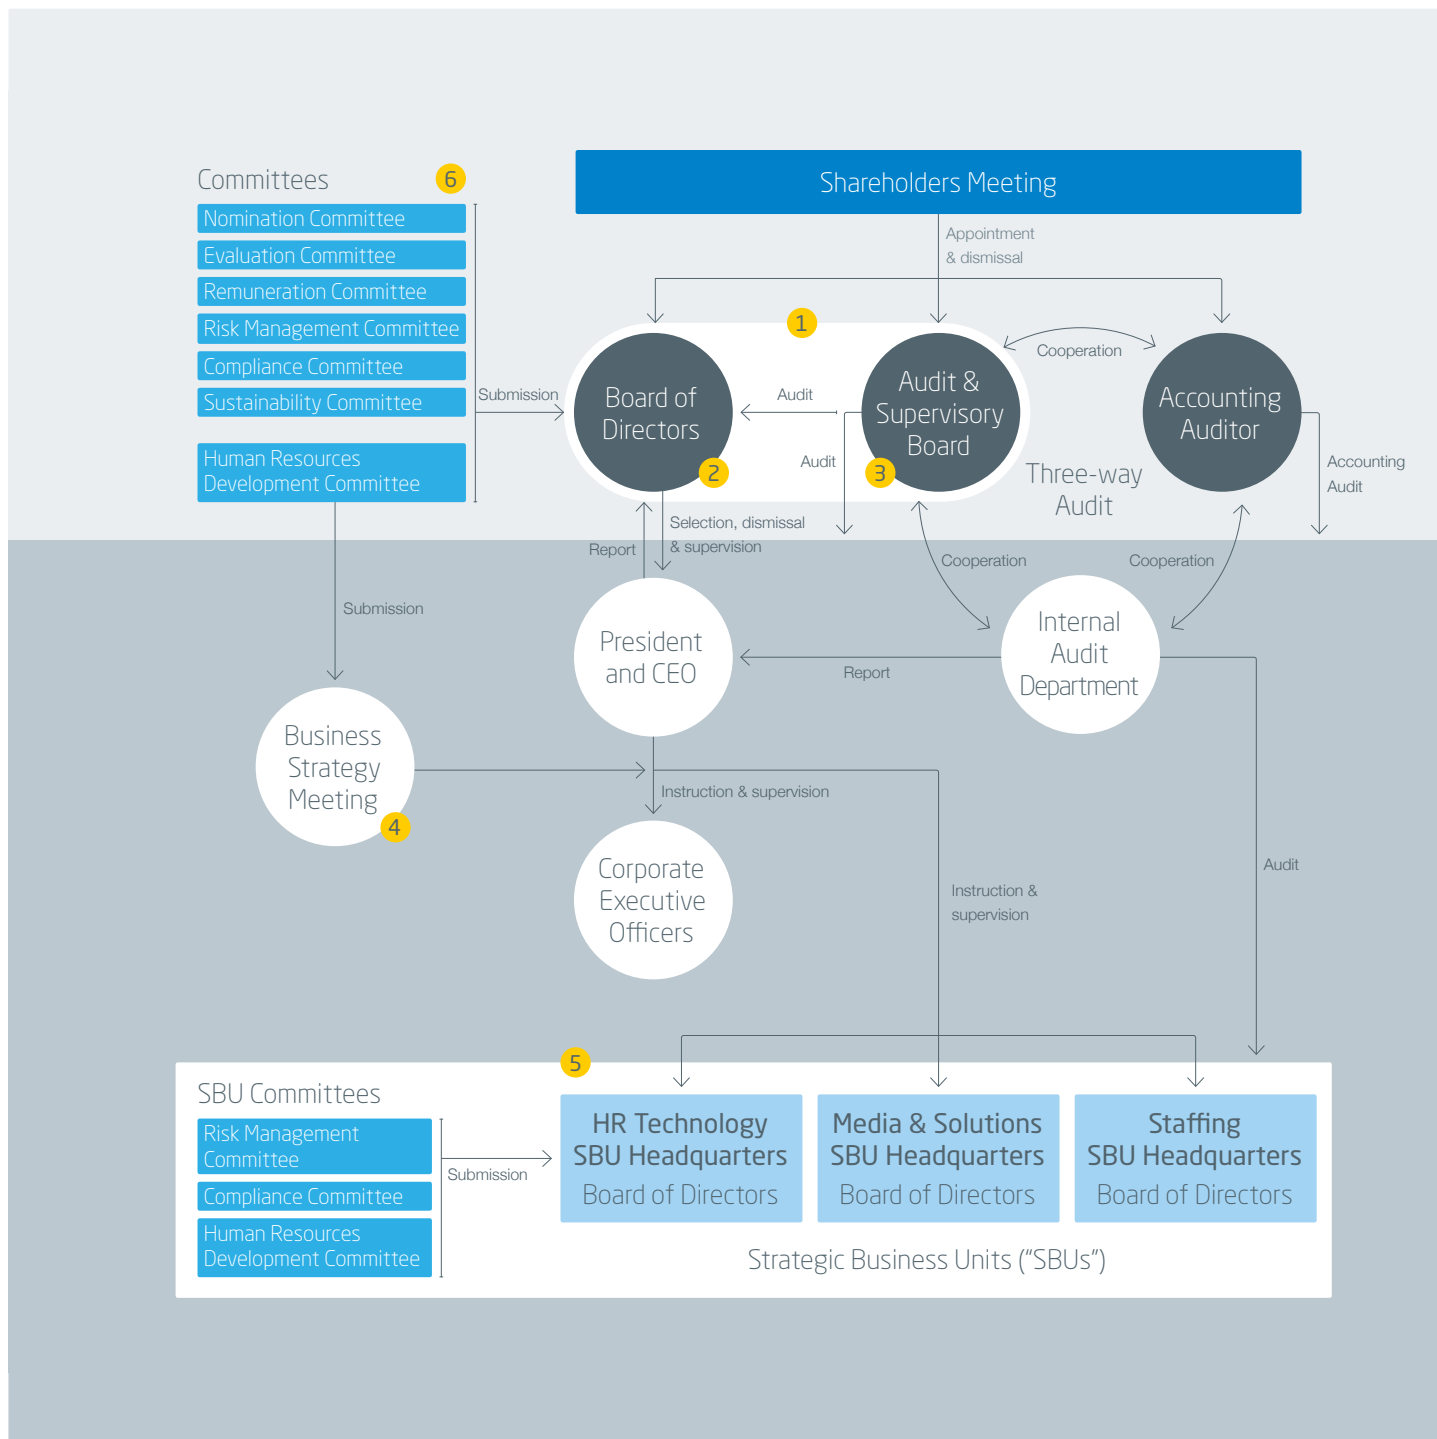 Shareholders Meeting
Appointment
& dismissal
Committees
6
Nomination Committee
Evaluation Committee
Remuneration Committee
Risk Management Committee
Compliance Committee
Sustainability Committee
Human Resources
Development Committee
Submission
1
Board of
Directors
2
Audit
Audit
Audit &
Supervisory
Board
3
Cooperation
Accounting
Auditor
Three-way
Audit
Accounting
Audit
Selection, dismissal
& supervision
Report
Cooperation
Cooperation
Submission
President
and CEO
Report
Internal
Audit
Department
Business
Strategy
Meeting
4
Instruction & supervision
Corporate
Executive
Officers
Instruction &
supervision
Audit
5
SBU Committees
Risk Management
Committee
Compliance Committee
Human Resources
Development Committee
Submission
HR Technology
SBU Headquarters
Board of Directors
Media & Solutions
SBU Headquarters
Board of Directors
Staffing
SBU Headquarters
Board of Directors
Strategic Business Units (“SBUs”)